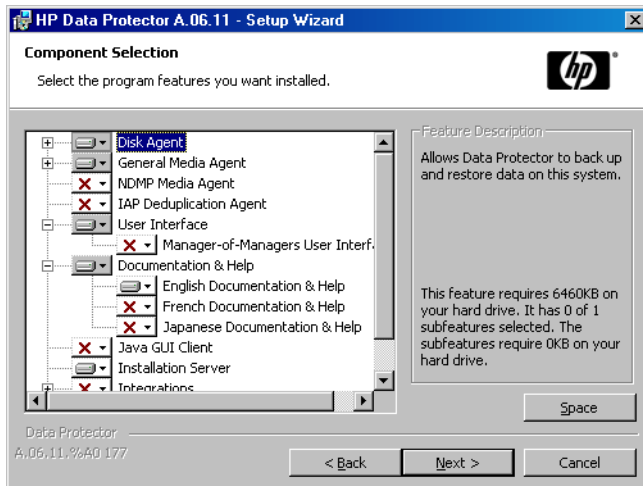 HP Data Protector A.06.11 - Setup Wizard
Component Selection
Select the program features you want installed.
hp
Disk Agent
General Media Agent
NDMP Media Agent
IAP Deduplication Agent
User Interface
Manager-of-Managers User Interf
Documentation & Help
English Documentation & Help
French Documentation & Help
Japanese Documentation & Help
Java GUI Client
Installation Server
Integrations
Feature Description
Allows Data Protector to back up
and restore data on this system.
This feature requires 6460KB on
your hard drive. It has 0 of 1
subfeatures selected. The
subfeatures require 0KB on your
hard drive.
Space
Data Protector
A.06.11.%A0 177
< Back
Next >
Cancel